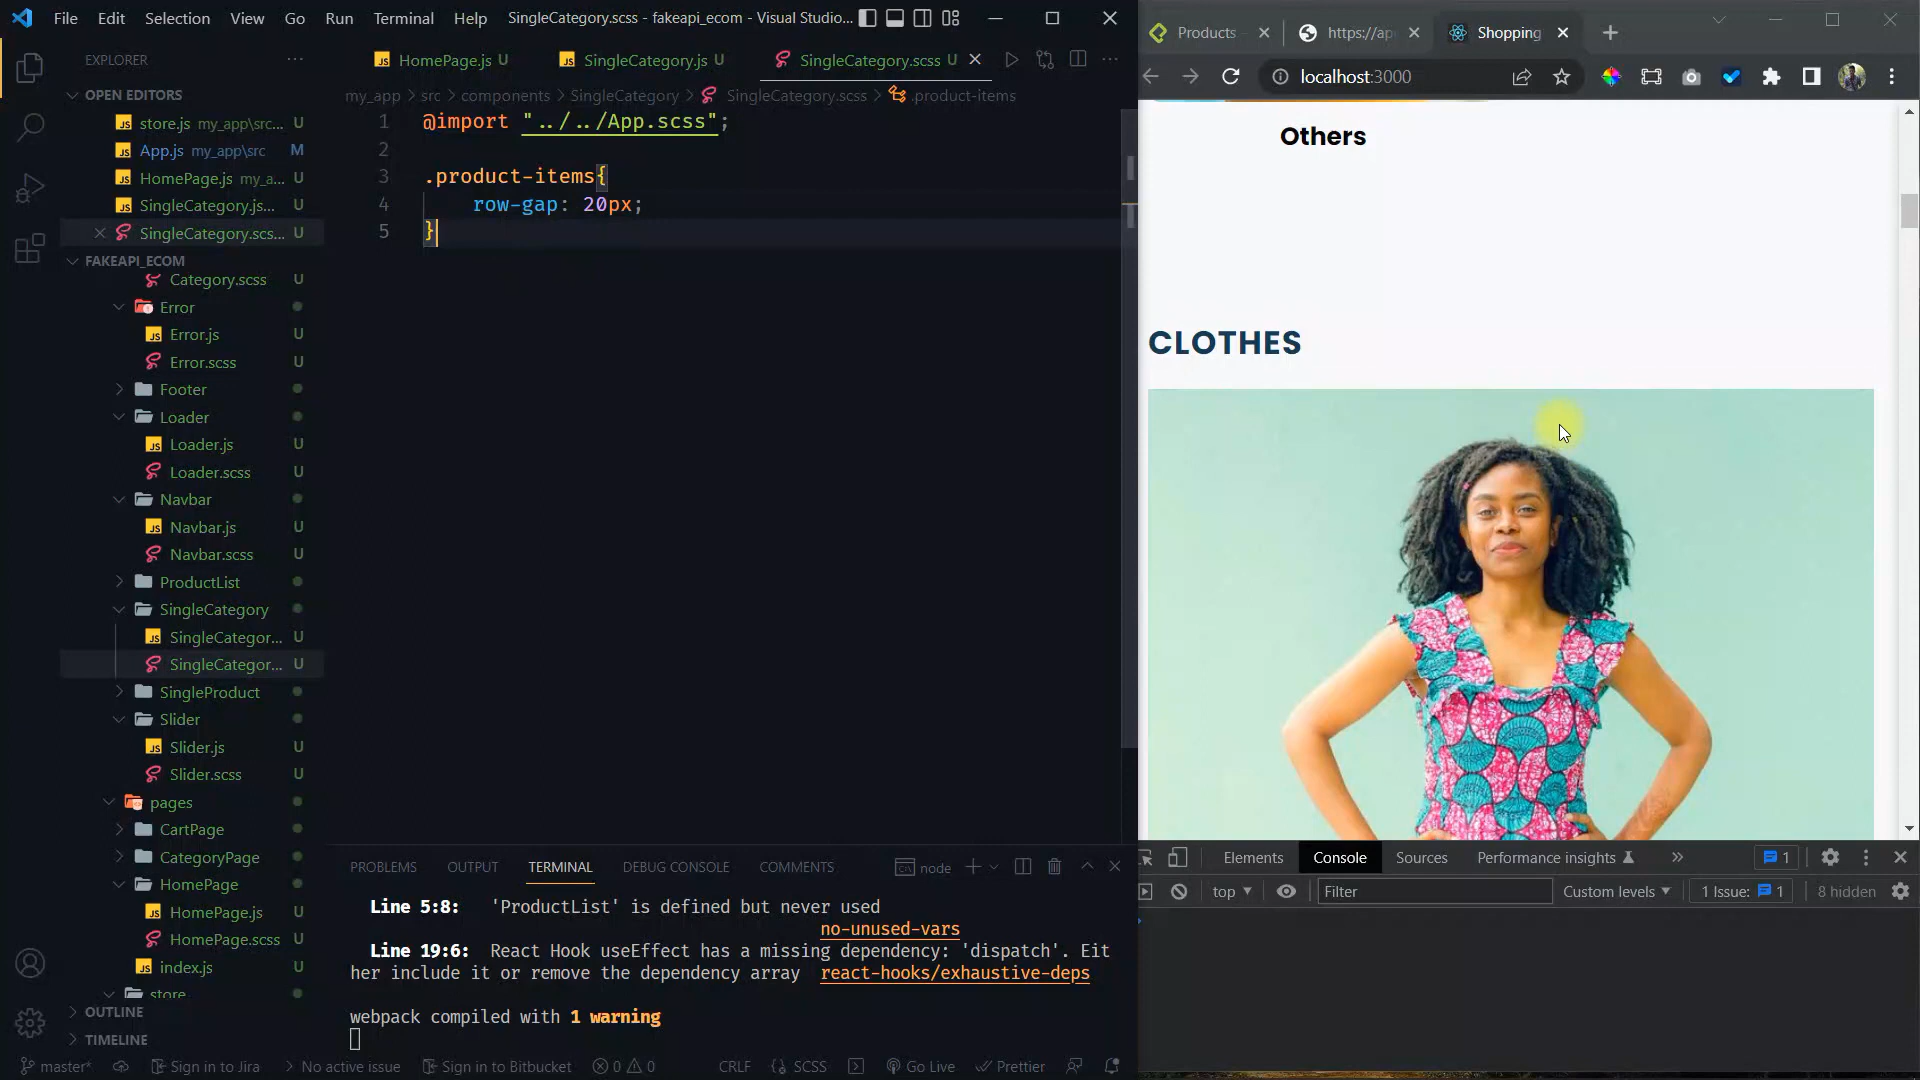 File Edit Selection View Go Run Terminal Help SingleCategory.scss - fakeapi_ecom - Visual Studio...
EXPLORER
OPEN EDITORS
store.js my_app\src... U
App.js my_app\src M
HomePage.js my_a... U
SingleCategory.js... U
SingleCategory.scs... U
FAKEAPI_ECOM
Category.scss U
Error
Error.js U
Error.scss U
Footer
Loader
Loader.js U
Loader.scss U
Navbar
Navbar.js U
Navbar.scss U
ProductList
SingleCategory
SingleCategor... U
SingleCategor... U
SingleProduct
Slider
Slider.js U
Slider.scss U
pages
CartPage
CategoryPage
HomePage
HomePage.js U
HomePage.scss U
index.js U
store
OUTLINE
TIMELINE
HomePage.js U SingleCategory.js U SingleCategory.scss U
my_app > src > components > SingleCategory > SingleCategory.scss > .product-items
1 @import "../../App.scss";
2
3 .product-items{
4 row-gap: 20px;
5 }
PROBLEMS OUTPUT TERMINAL DEBUG CONSOLE COMMENTS node
Line 5:8: 'ProductList' is defined but never used
no-unused-vars
Line 19:6: React Hook useEffect has a missing dependency: 'dispatch'. Eit
her include it or remove the dependency array react-hooks/exhaustive-deps
webpack compiled with 1 warning
master* Sign in to Jira No active issue Sign in to Bitbucket 0 0 CRLF SCSS Go Live Prettier
Products https://ap Shopping
localhost:3000
Others
CLOTHES
Elements Console Sources Performance insights 1
top Filter Custom levels 1 Issue: 1 8 hidden